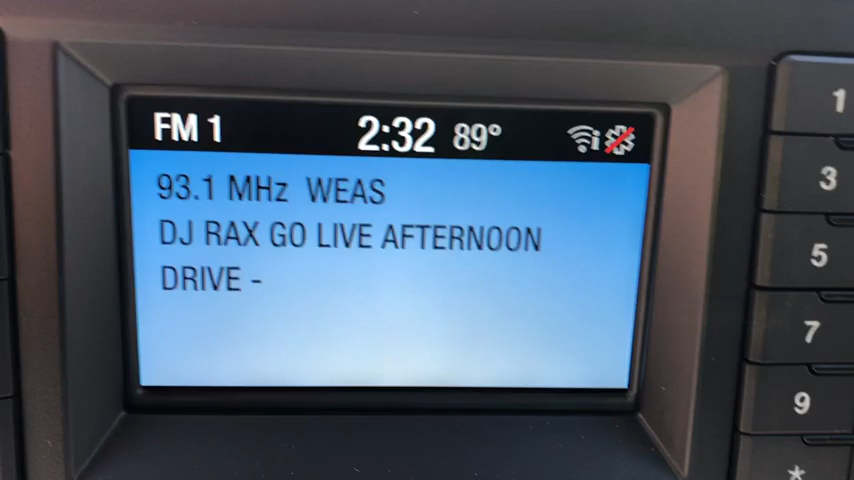 FM 1 2:32 89° i
93.1 MHz WEAS
DJ RAX GO LIVE AFTERNOON
DRIVE -
1
3
5
7
9
*